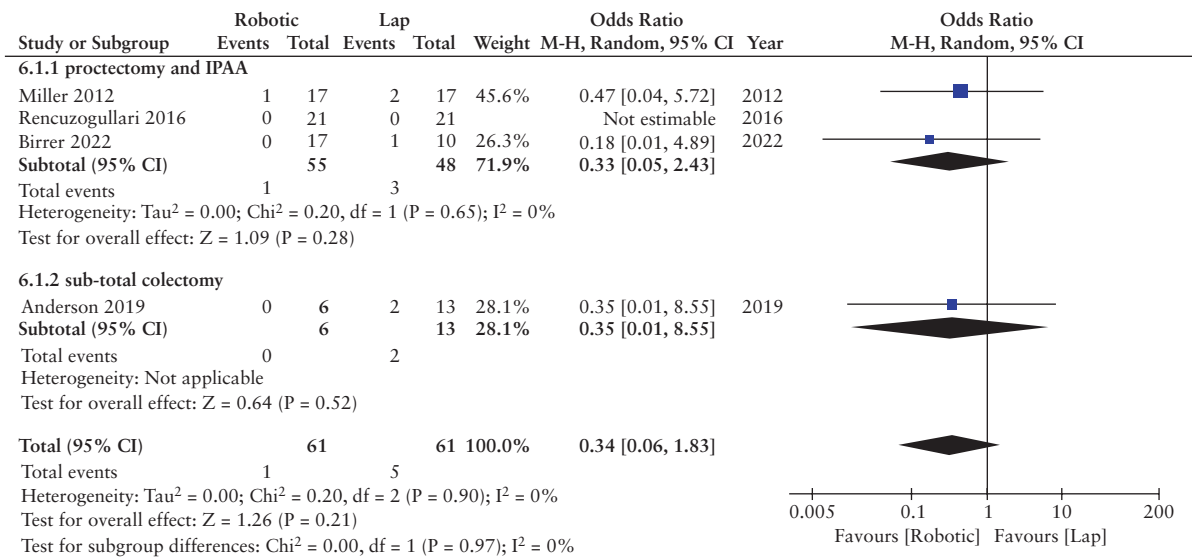 Robotic Lap Odds Ratio Odds Ratio
Study or Subgroup Events Total Events Total Weight M-H, Random, 95% CI Year M-H, Random, 95% CI
6.1.1 proctectomy and IPAA
Miller 2012 1 17 2 17 45.6% 0.47 [0.04, 5.72] 2012
Rencuzogullari 2016 0 21 0 21 Not estimable 2016
Birrer 2022 0 17 1 10 26.3% 0.18 [0.01, 4.89] 2022
Subtotal (95% CI) 55 48 71.9% 0.33 [0.05, 2.43]
Total events 1 3
Heterogeneity: Tau² = 0.00; Chi² = 0.20, df = 1 (P = 0.65); I² = 0%
Test for overall effect: Z = 1.09 (P = 0.28)
6.1.2 sub-total colectomy
Anderson 2019 0 6 2 13 28.1% 0.35 [0.01, 8.55] 2019
Subtotal (95% CI) 6 13 28.1% 0.35 [0.01, 8.55]
Total events 0 2
Heterogeneity: Not applicable
Test for overall effect: Z = 0.64 (P = 0.52)
Total (95% CI) 61 61 100.0% 0.34 [0.06, 1.83]
Total events 1 5
Heterogeneity: Tau² = 0.00; Chi² = 0.20, df = 2 (P = 0.90); I² = 0%
Test for overall effect: Z = 1.26 (P = 0.21)
Test for subgroup differences: Chi² = 0.00, df = 1 (P = 0.97); I² = 0%
0.005 0.1 1 10 200
Favours [Robotic] Favours [Lap]